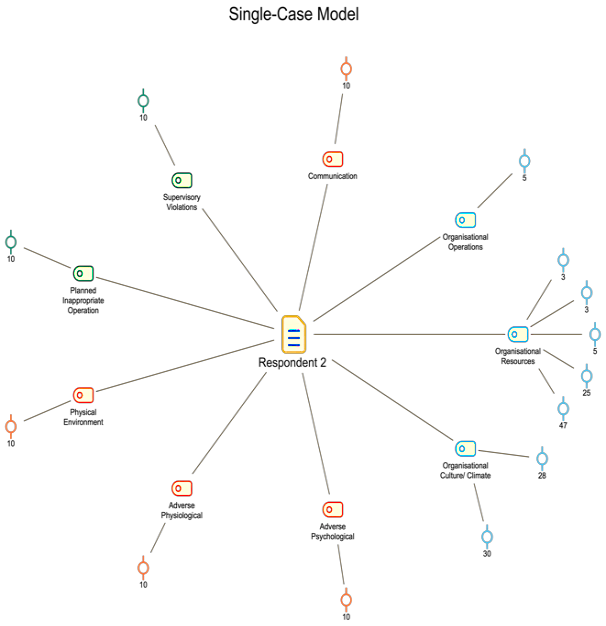 Single-Case Model
10
10
Communication
5
Supervisory
Violations
Organisational
Operations
10
3
Planned
Inappropriate
Operation
3
Respondent 2
Organisational
Resources
5
25
47
Physical
Environment
10
Organisational
Culture/ Climate
28
Adverse
Physiological
Adverse
Psychological
30
10
10